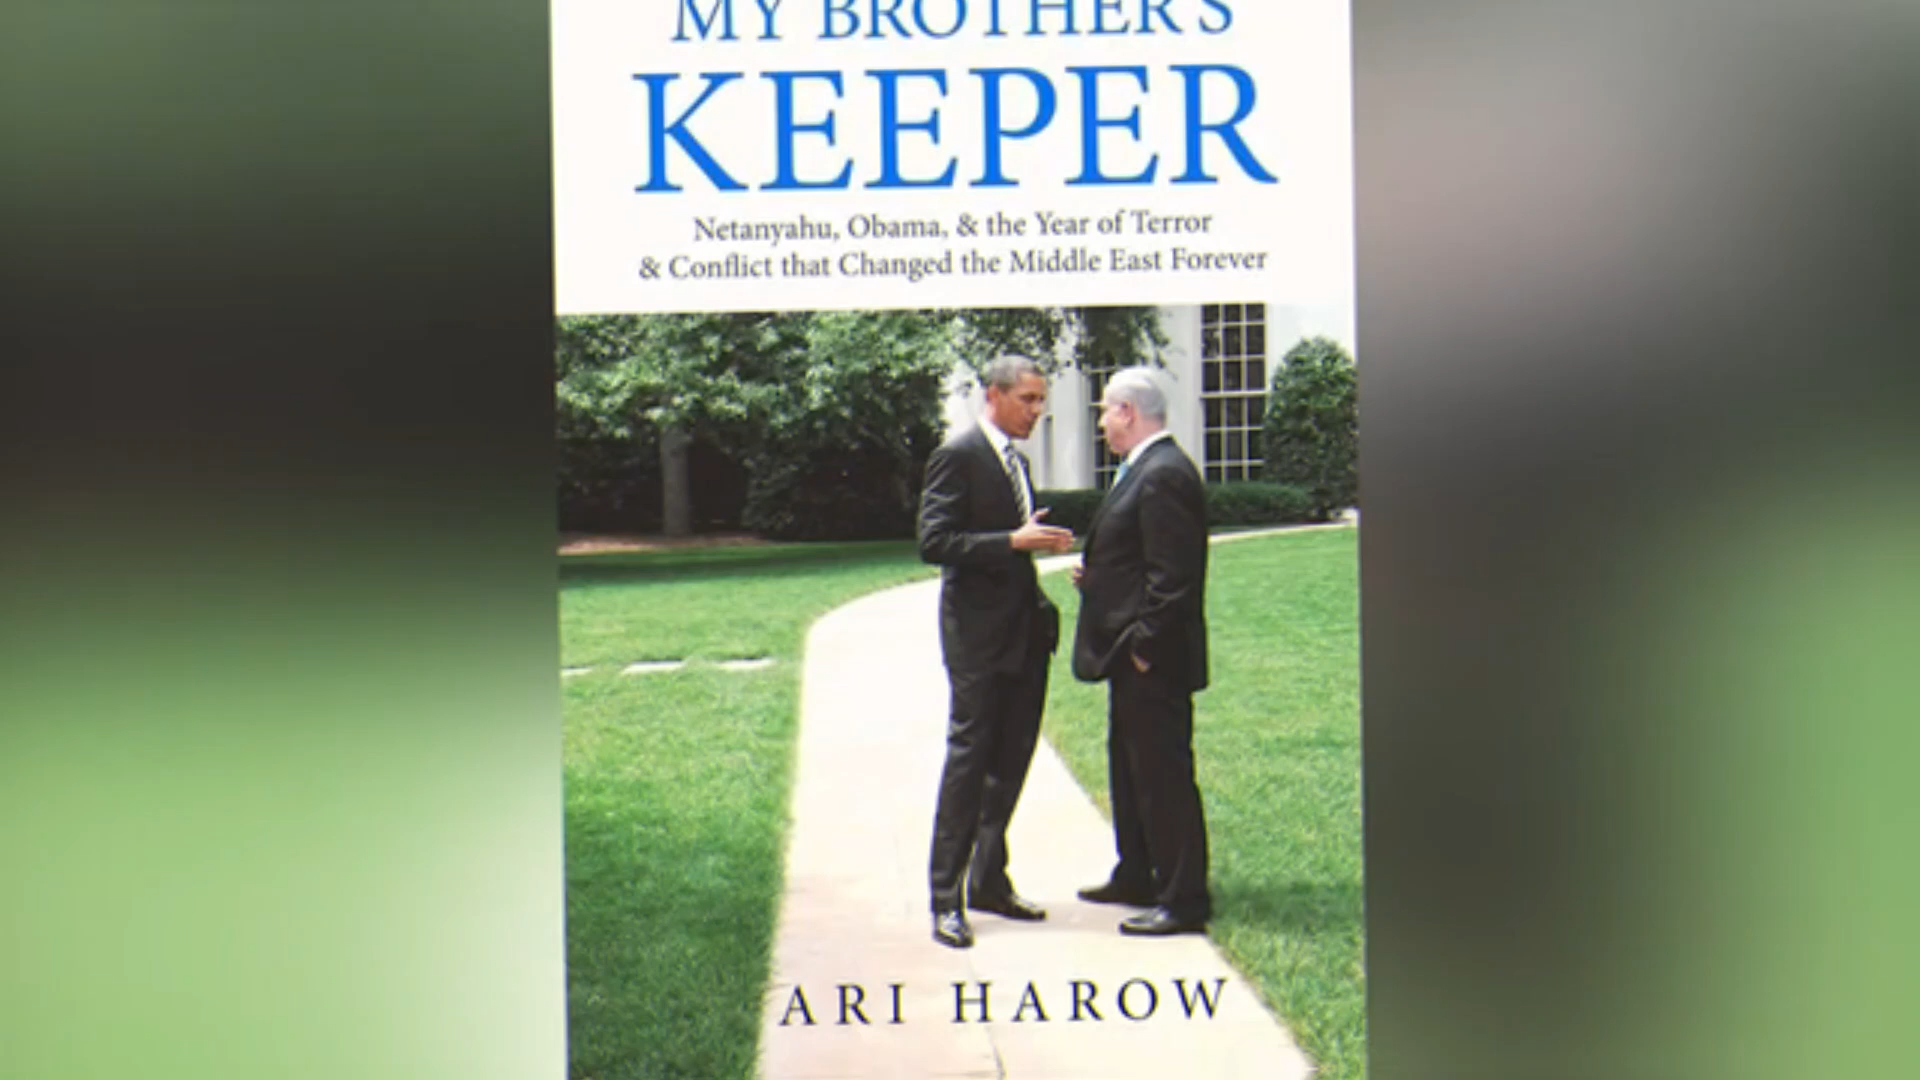 MY BROTHER'S
KEEPER
Netanyahu, Obama, & the Year of Terror
& Conflict that Changed the Middle East Forever
ARI HAROW